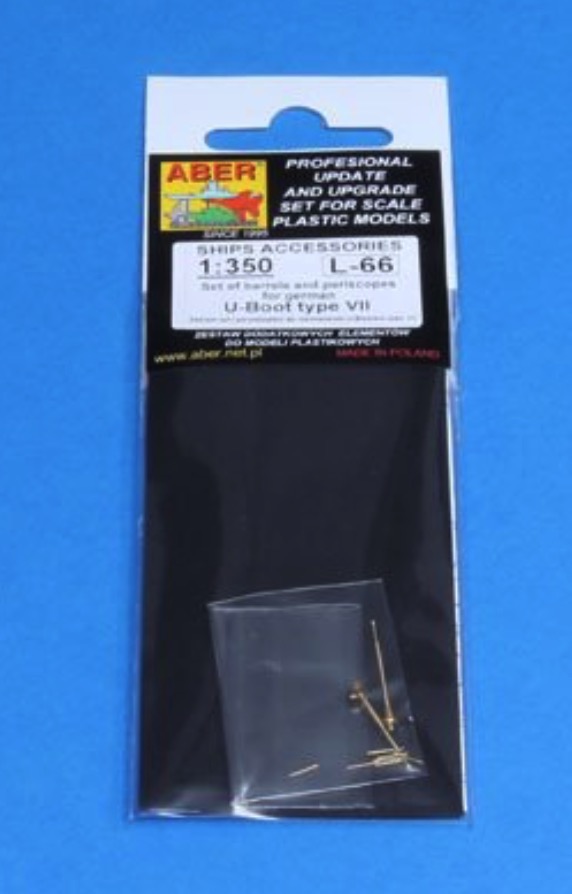 ABER
SINCE 1995
PROFESIONAL
UPDATE
AND UPGRADE
SET FOR SCALE
PLASTIC MODELS
SHIPS ACCESSORIES
1:350 L-66
Set of barrels and periscopes
for german
U-Boot type VII
ZESTAW DODATKOWYCH ELEMENTÓW
DO MODELI PLASTIKOWYCH
www.aber.net.pl MADE IN POLAND